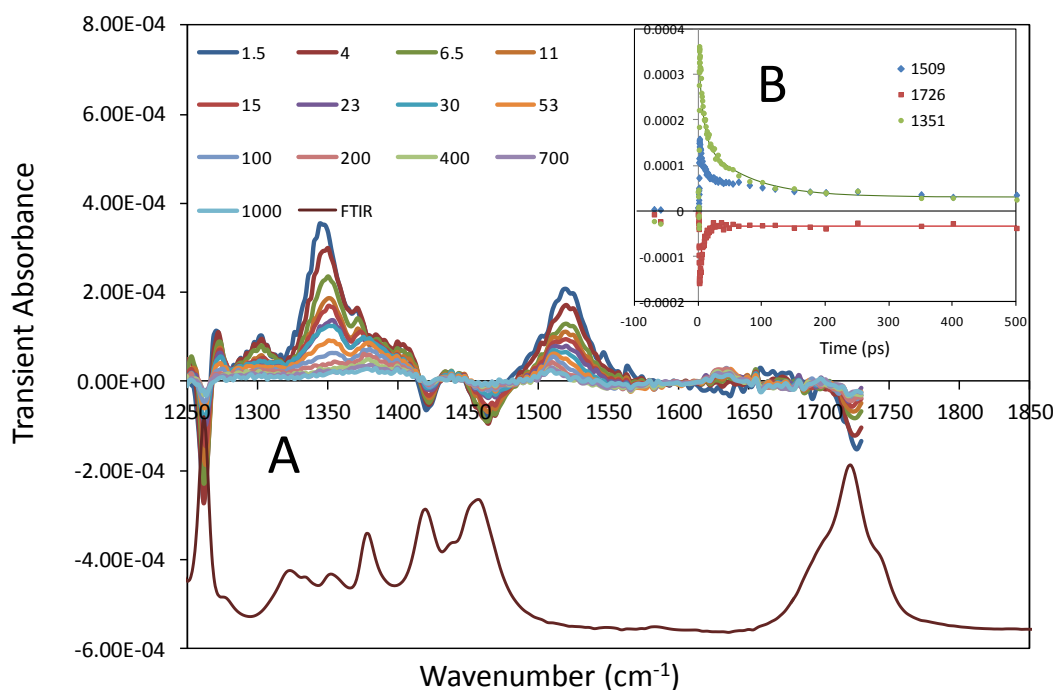 8.00E-04
6.00E-04
4.00E-04
2.00E-04
0.00E+00
-2.00E-04
-4.00E-04
-6.00E-04
Transient Absorbance
1.5 4 6.5 11
15 23 30 53
100 200 400 700
1000 FTIR
1250 1300 1350 1400 1450 1500 1550 1600 1650 1700 1750 1800 1850
Wavenumber (cm-1)
A
B
0.0004
0.0003
0.0002
0.0001
0
-0.0001
-0.0002
1509
1726
1351
-100 0 100 200 300 400 500
Time (ps)